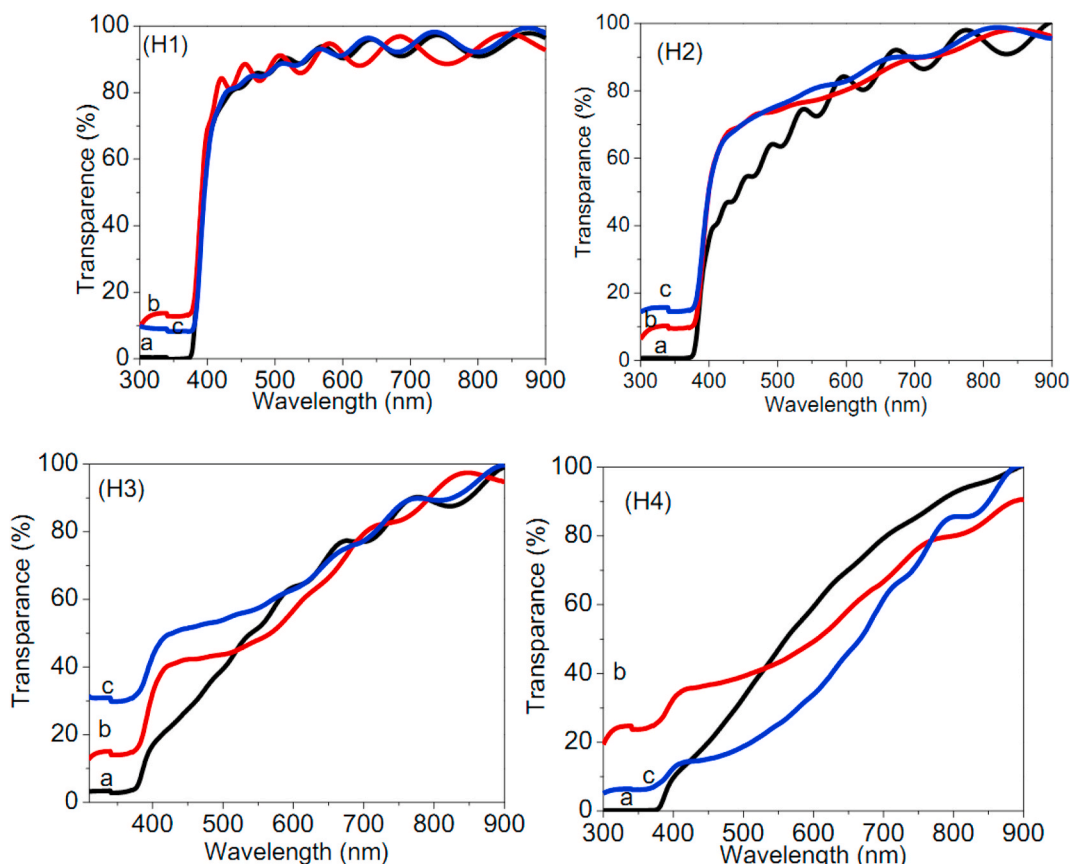 (H1)
Transparence (%)
100
80
60
40
20
0
b
c
a
300 400 500 600 700 800 900
Wavelength (nm)
(H2)
Transparance (%)
100
80
60
40
20
0
c
b
a
300 400 500 600 700 800 900
Wavelength (nm)
(H3)
Transparance (%)
100
80
60
40
20
0
c
b
a
400 500 600 700 800 900
Wavelength (nm)
(H4)
Transparance (%)
100
80
60
40
20
0
b
c
a
300 400 500 600 700 800 900
Wavelength (nm)